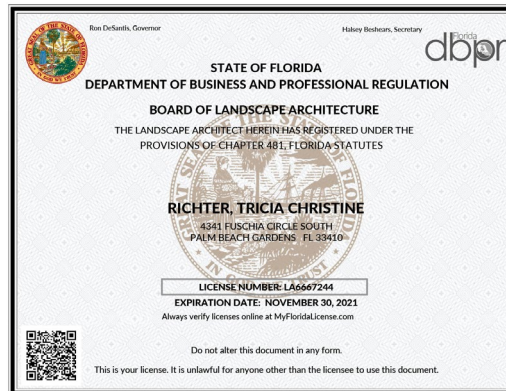 Ron DeSantis, Governor
Halsey Beshears, Secretary
Florida
dbpr
STATE OF FLORIDA
DEPARTMENT OF BUSINESS AND PROFESSIONAL REGULATION
BOARD OF LANDSCAPE ARCHITECTURE
THE LANDSCAPE ARCHITECT HEREIN HAS REGISTERED UNDER THE
PROVISIONS OF CHAPTER 481, FLORIDA STATUTES
RICHTER, TRICIA CHRISTINE
4341 FUSCHIA CIRCLE SOUTH
PALM BEACH GARDENS FL 33410
LICENSE NUMBER: LA6667244
EXPIRATION DATE: NOVEMBER 30, 2021
Always verify licenses online at MyFloridaLicense.com
Do not alter this document in any form.
This is your license. It is unlawful for anyone other than the licensee to use this document.